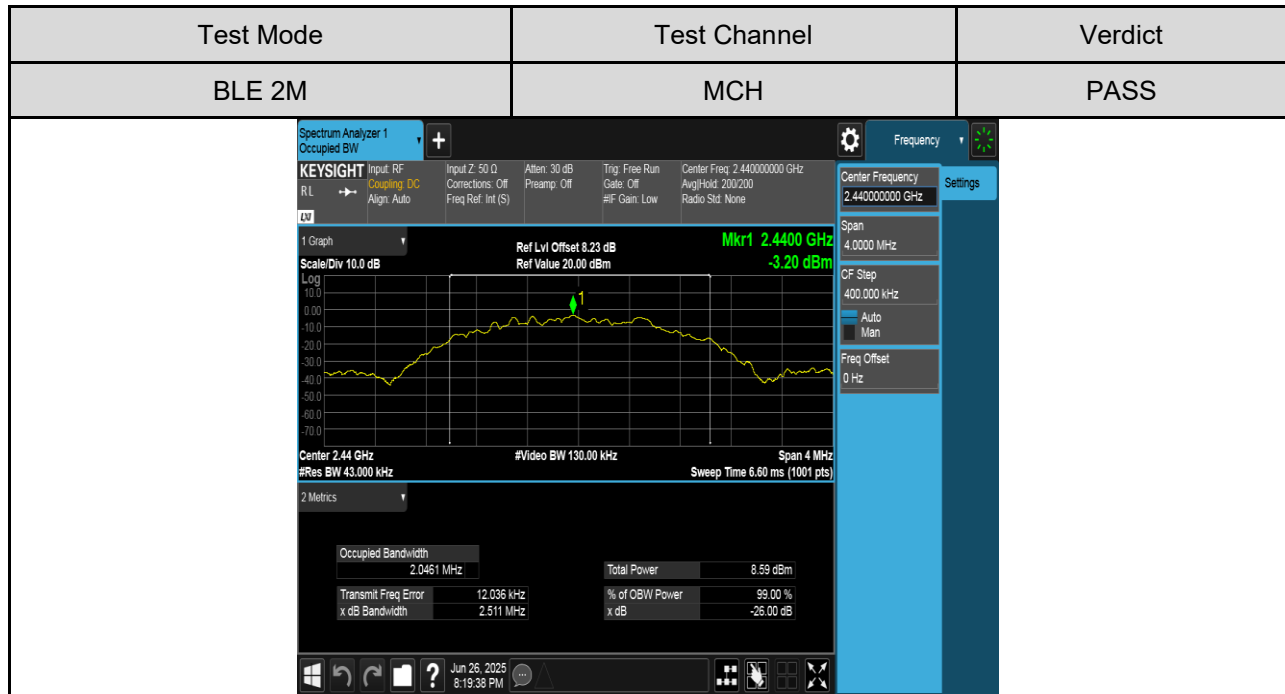 Test Mode Test Channel Verdict
BLE 2M MCH PASS
Spectrum Analyzer 1
Occupied BW
+
Frequency
KEYSIGHT
RL
LXI
Input: RF
Coupling: DC
Align: Auto
Input Z: 50 Ω
Corrections: Off
Freq Ref: Int (S)
Atten: 30 dB
Preamp: Off
Trig: Free Run
Gate: Off
#IF Gain: Low
Center Freq: 2.440000000 GHz
Avg|Hold: 200/200
Radio Std: None
Center Frequency
2.440000000 GHz
Settings
Span
4.0000 MHz
CF Step
400.000 kHz
Auto
Man
Freq Offset
0 Hz
1 Graph
Scale/Div 10.0 dB
Ref Lvl Offset 8.23 dB
Ref Value 20.00 dBm
Mkr1 2.4400 GHz
-3.20 dBm
Log
10.0
0.00
-10.0
-20.0
-30.0
-40.0
-50.0
-60.0
-70.0
1
Center 2.44 GHz #Video BW 130.00 kHz Span 4 MHz
#Res BW 43.000 kHz Sweep Time 6.60 ms (1001 pts)
2 Metrics
Occupied Bandwidth
2.0461 MHz
Total Power 8.59 dBm
Transmit Freq Error 12.036 kHz % of OBW Power 99.00 %
x dB Bandwidth 2.511 MHz x dB -26.00 dB
?
Jun 26, 2025
8:19:38 PM